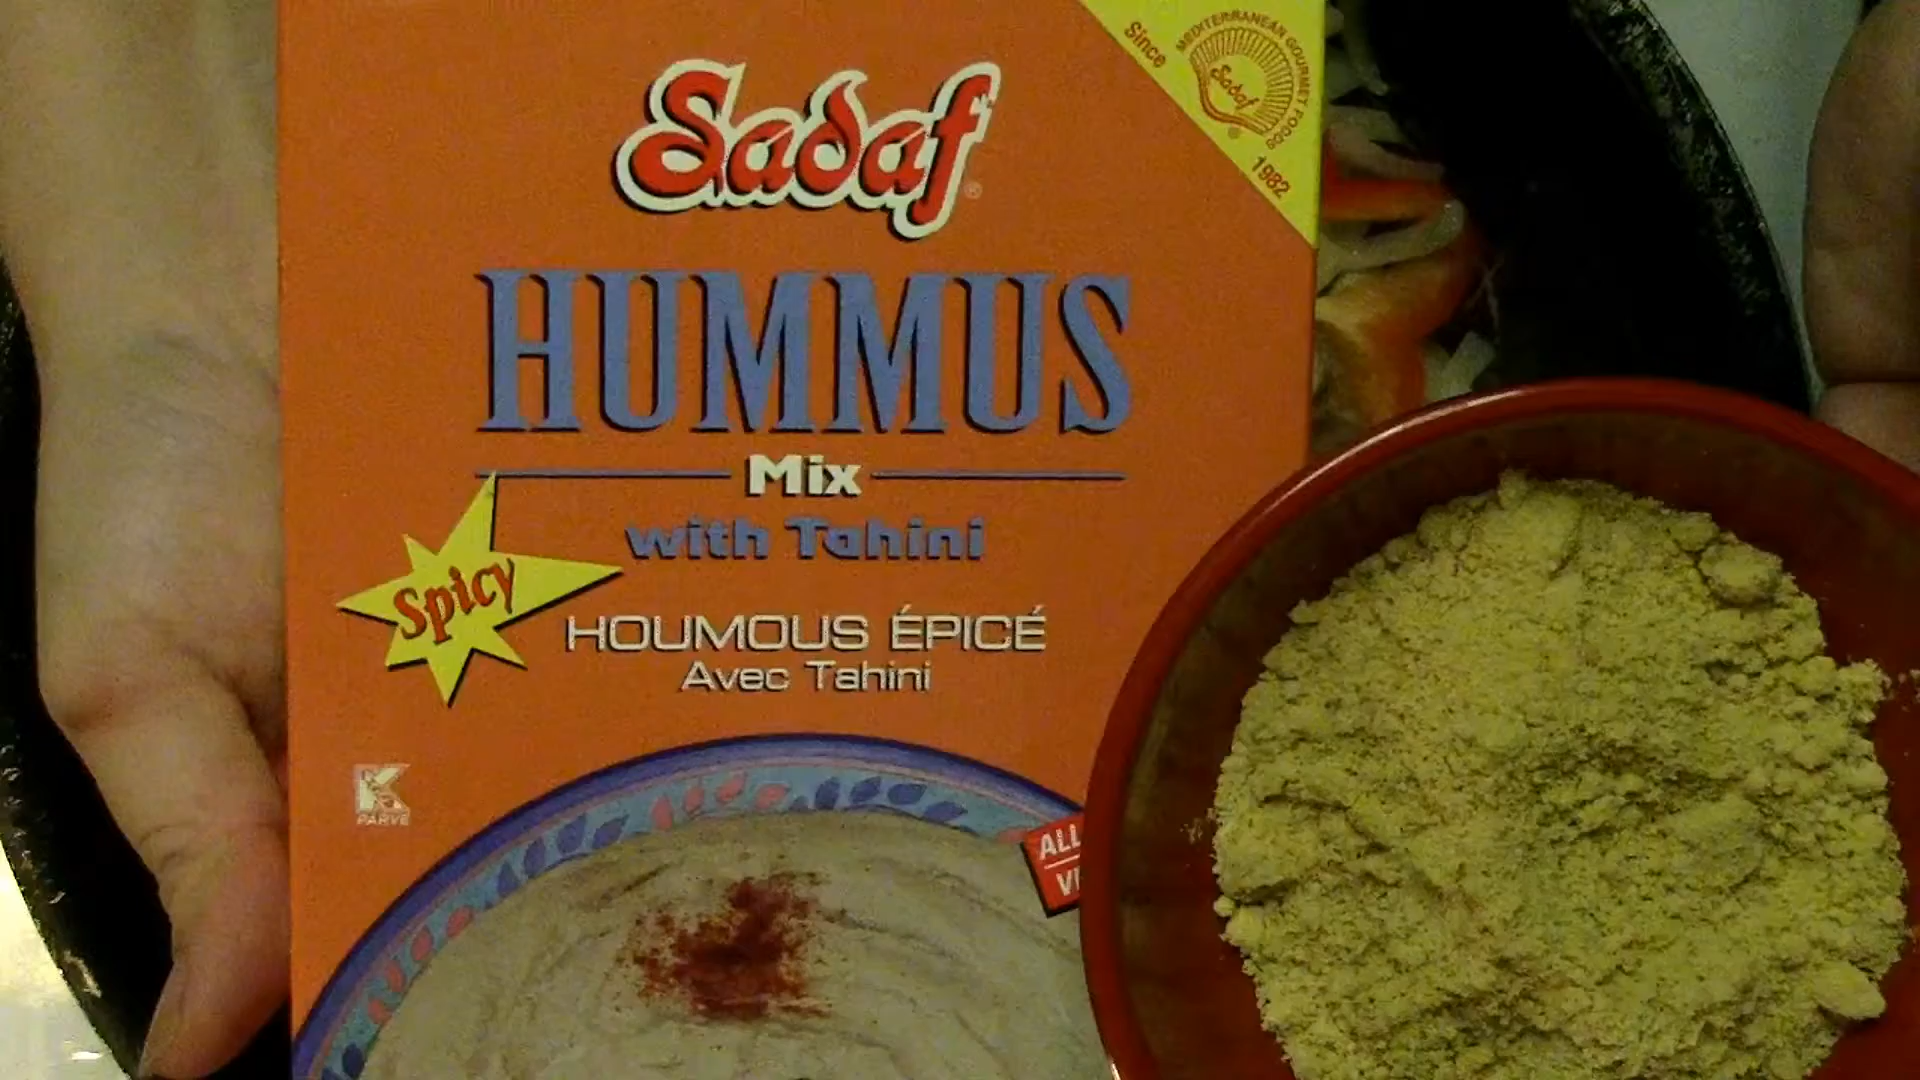 Since
MEDITERRANEAN GOURMET FOODS
Sadaf
®
1982
Sadaf®
HUMMUS
Mix
with Tahini
Spicy
HOUMOUS ÉPICÉ
Avec Tahini
K
PARVE
ALL